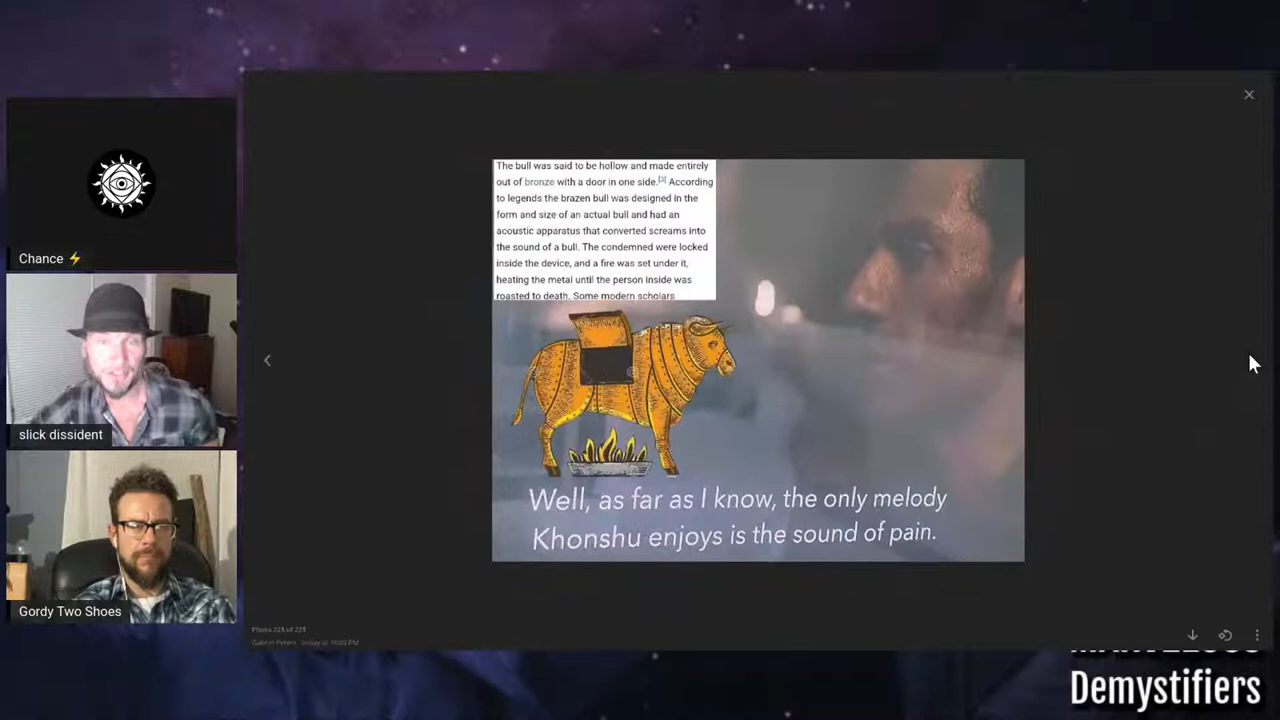 Chance ⚡
slick dissident
Gordy Two Shoes
The bull was said to be hollow and made entirely
out of bronze with a door in one side.[3] According
to legends the brazen bull was designed in the
form and size of an actual bull and had an
acoustic apparatus that converted screams into
the sound of a bull. The condemned were locked
inside the device, and a fire was set under it,
heating the metal until the person inside was
roasted to death. Some modern scholars
Well, as far as I know, the only melody
Khonshu enjoys is the sound of pain.
Demystifiers